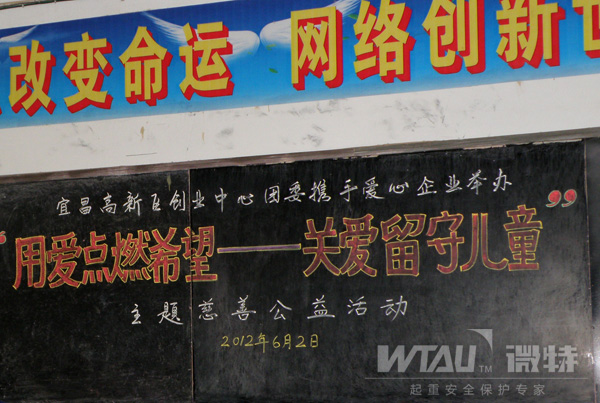 改变命运 网络创新世
宜昌高新区创业中心团委携手爱心企业举办
“用爱点燃希望——关爱留守儿童”
主题慈善公益活动
2012年6月2日
WTAU TM 微特
起重安全保护专家